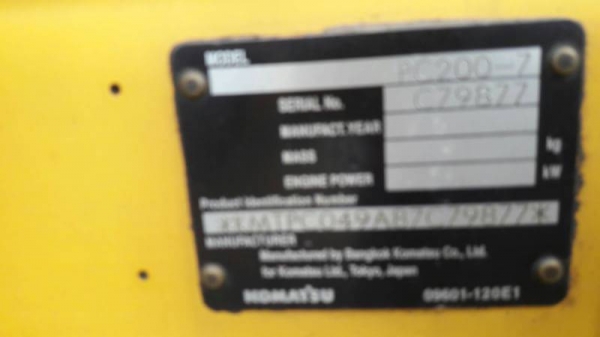 MODEL PC200-7
SERIAL No. C79877
MANUFACT.YEAR
MASS kg
ENGINE POWER kW
Product Identification Number
MANUFACTURER
Manufactured by Bangkok Komatsu Co., Ltd.
for Komatsu Ltd., Tokyo, Japan
KOMATSU 09601-120E1